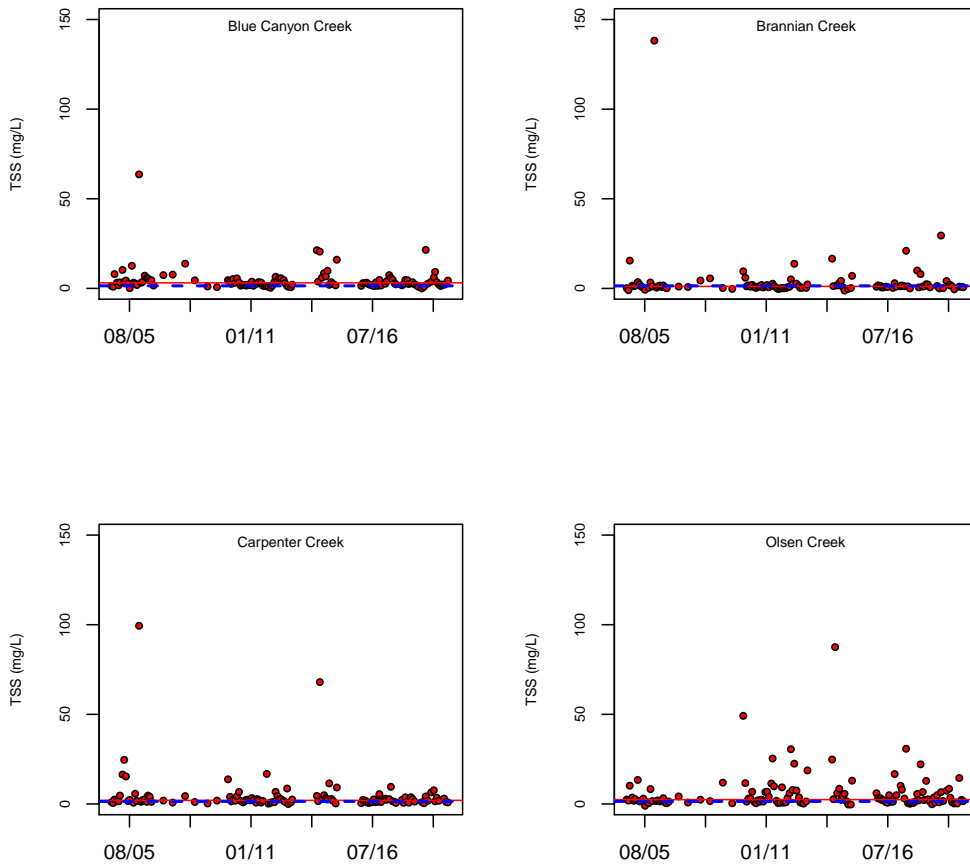 Blue Canyon Creek
TSS (mg/L)
150
100
50
0
08/05 01/11 07/16
Brannian Creek
TSS (mg/L)
150
100
50
0
08/05 01/11 07/16
Carpenter Creek
TSS (mg/L)
150
100
50
0
08/05 01/11 07/16
Olsen Creek
TSS (mg/L)
150
100
50
0
08/05 01/11 07/16